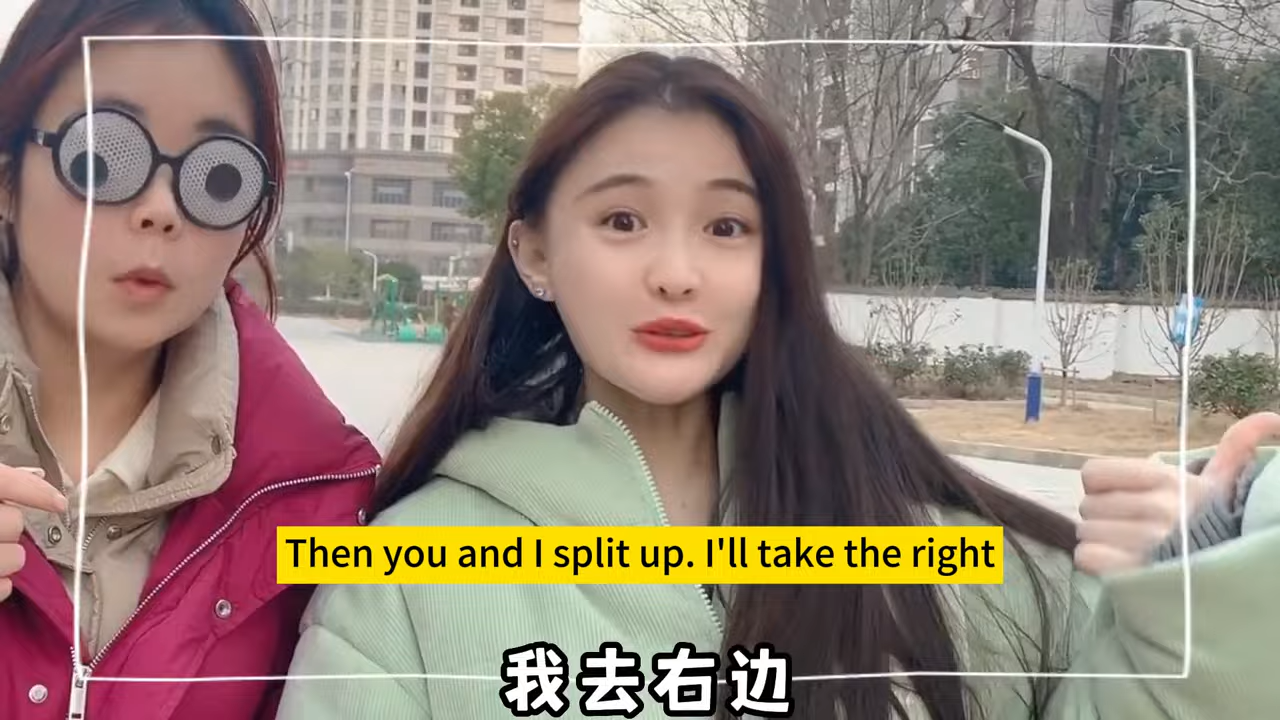 Then you and I split up. I'll take the right
我去右边